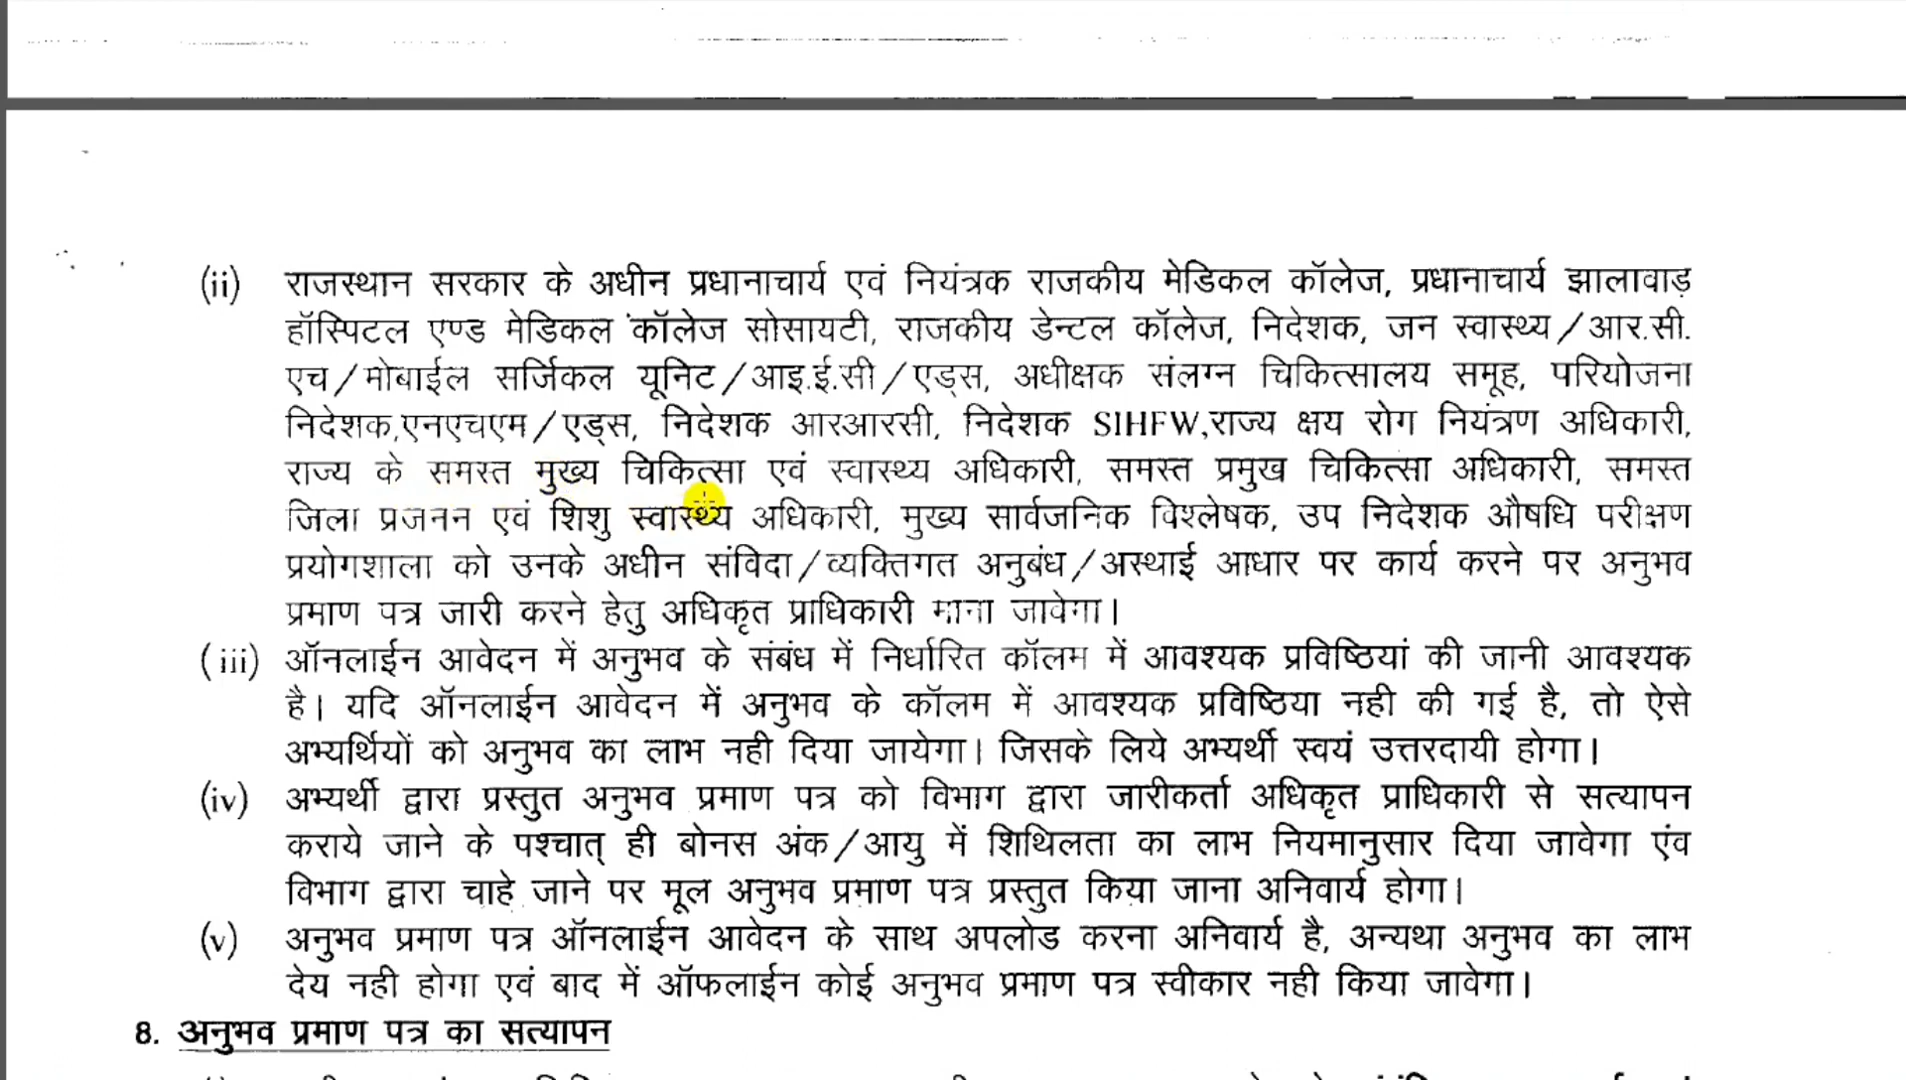 (ii) राजस्थान सरकार के अधीन प्रधानाचार्य एवं नियंत्रक राजकीय मेडिकल कॉलेज, प्रधानाचार्य झालावाड़
हॉस्पिटल एण्ड मेडिकल कॉलेज सोसायटी, राजकीय डेन्टल कॉलेज, निदेशक, जन स्वास्थ्य/आर.सी.
एच/मोबाईल सर्जिकल यूनिट/आइ.ई.सी/एड्स, अधीक्षक संलग्न चिकित्सालय समूह, परियोजना
निदेशक,एनएचएम/एड्स, निदेशक आरआरसी, निदेशक SIHFW,राज्य क्षय रोग नियंत्रण अधिकारी,
राज्य के समस्त मुख्य चिकित्सा एवं स्वास्थ्य अधिकारी, समस्त प्रमुख चिकित्सा अधिकारी, समस्त
जिला प्रजनन एवं शिशु स्वास्थ्य अधिकारी, मुख्य सार्वजनिक विश्लेषक, उप निदेशक औषधि परीक्षण
प्रयोगशाला को उनके अधीन संविदा/व्यक्तिगत अनुबंध/अस्थाई आधार पर कार्य करने पर अनुभव
प्रमाण पत्र जारी करने हेतु अधिकृत प्राधिकारी माना जावेगा।
(iii) ऑनलाईन आवेदन में अनुभव के संबंध में निर्धारित कॉलम में आवश्यक प्रविष्ठियां की जानी आवश्यक
है। यदि ऑनलाईन आवेदन में अनुभव के कॉलम में आवश्यक प्रविष्ठिया नही की गई है, तो ऐसे
अभ्यर्थियों को अनुभव का लाभ नही दिया जायेगा। जिसके लिये अभ्यर्थी स्वयं उत्तरदायी होगा।
(iv) अभ्यर्थी द्वारा प्रस्तुत अनुभव प्रमाण पत्र को विभाग द्वारा जारीकर्ता अधिकृत प्राधिकारी से सत्यापन
कराये जाने के पश्चात् ही बोनस अंक/आयु में शिथिलता का लाभ नियमानुसार दिया जावेगा एंव
विभाग द्वारा चाहे जाने पर मूल अनुभव प्रमाण पत्र प्रस्तुत किया जाना अनिवार्य होगा।
(v) अनुभव प्रमाण पत्र ऑनलाईन आवेदन के साथ अपलोड करना अनिवार्य है, अन्यथा अनुभव का लाभ
देय नही होगा एवं बाद में ऑफलाईन कोई अनुभव प्रमाण पत्र स्वीकार नही किया जावेगा।
8. अनुभव प्रमाण पत्र का सत्यापन